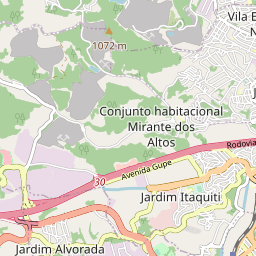 1072 m
Vila E
N
J
Conjunto habitacional
Mirante dos
Altos
Rodovia
Avenida Gupe
30
Jardim Itaquiti
Jardim Alvorada